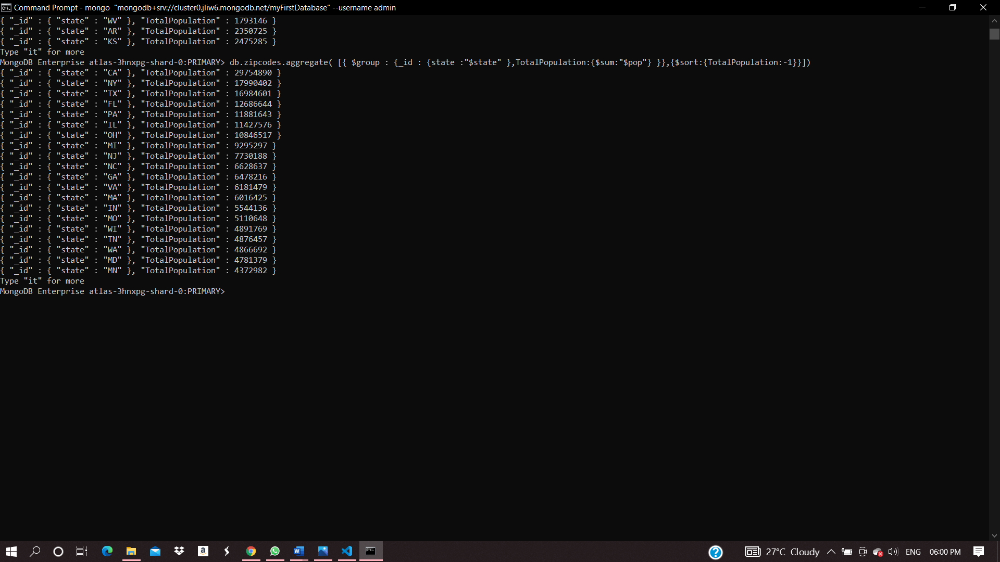 Command Prompt - mongo  "mongodb+srv://cluster0.jliw6.mongodb.net/myFirstDatabase" --username admin
{ "_id" : { "state" : "WV" }, "TotalPopulation" : 1793146 }
{ "_id" : { "state" : "AR" }, "TotalPopulation" : 2350725 }
{ "_id" : { "state" : "KS" }, "TotalPopulation" : 2475285 }
Type "it" for more
MongoDB Enterprise atlas-3hnxpg-shard-0:PRIMARY> db.zipcodes.aggregate( [{ $group : {_id : {state :"$state" },TotalPopulation:{$sum:"$pop"} }},{$sort:{TotalPopulation:-1}}])
{ "_id" : { "state" : "CA" }, "TotalPopulation" : 29754890 }
{ "_id" : { "state" : "NY" }, "TotalPopulation" : 17990402 }
{ "_id" : { "state" : "TX" }, "TotalPopulation" : 16984601 }
{ "_id" : { "state" : "FL" }, "TotalPopulation" : 12686644 }
{ "_id" : { "state" : "PA" }, "TotalPopulation" : 11881643 }
{ "_id" : { "state" : "IL" }, "TotalPopulation" : 11427576 }
{ "_id" : { "state" : "OH" }, "TotalPopulation" : 10846517 }
{ "_id" : { "state" : "MI" }, "TotalPopulation" : 9295297 }
{ "_id" : { "state" : "NJ" }, "TotalPopulation" : 7730188 }
{ "_id" : { "state" : "NC" }, "TotalPopulation" : 6628637 }
{ "_id" : { "state" : "GA" }, "TotalPopulation" : 6478216 }
{ "_id" : { "state" : "VA" }, "TotalPopulation" : 6181479 }
{ "_id" : { "state" : "MA" }, "TotalPopulation" : 6016425 }
{ "_id" : { "state" : "IN" }, "TotalPopulation" : 5544136 }
{ "_id" : { "state" : "MO" }, "TotalPopulation" : 5110648 }
{ "_id" : { "state" : "WI" }, "TotalPopulation" : 4891769 }
{ "_id" : { "state" : "TN" }, "TotalPopulation" : 4876457 }
{ "_id" : { "state" : "WA" }, "TotalPopulation" : 4866692 }
{ "_id" : { "state" : "MD" }, "TotalPopulation" : 4781379 }
{ "_id" : { "state" : "MN" }, "TotalPopulation" : 4372982 }
Type "it" for more
MongoDB Enterprise atlas-3hnxpg-shard-0:PRIMARY>
27°C Cloudy ENG 06:00 PM